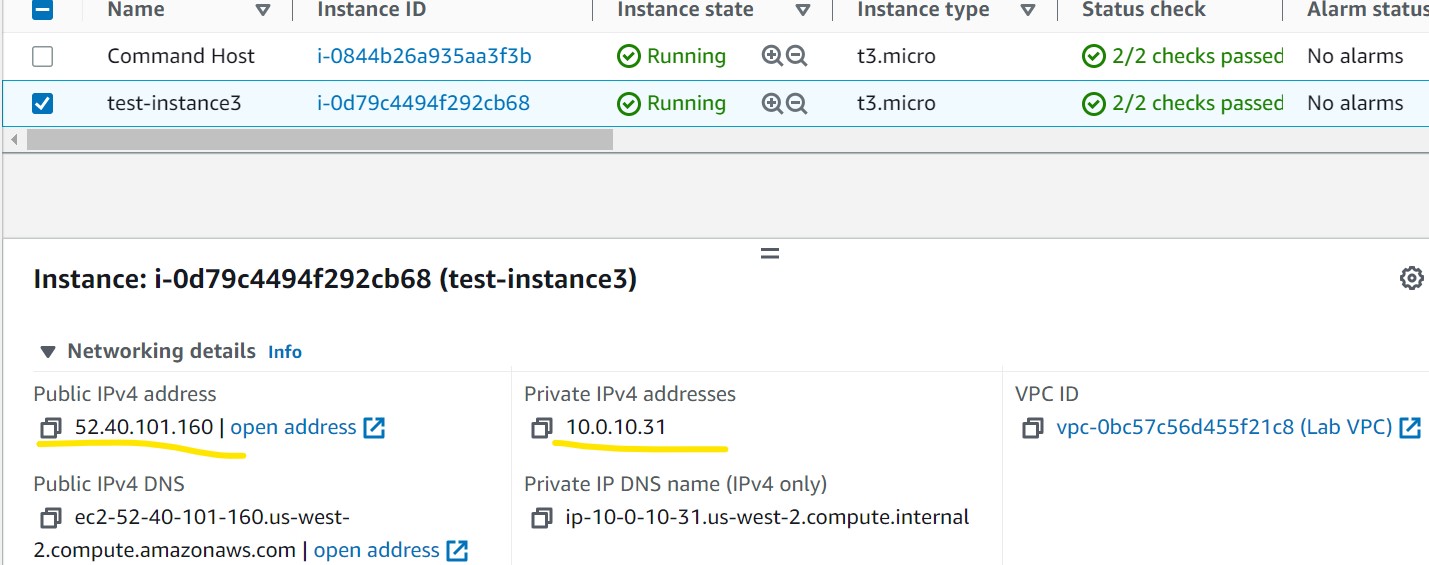 Name Instance ID Instance state Instance type Status check Alarm status
Command Host i-0844b26a935aa3f3b Running t3.micro 2/2 checks passed No alarms
test-instance3 i-0d79c4494f292cb68 Running t3.micro 2/2 checks passed No alarms
Instance: i-0d79c4494f292cb68 (test-instance3)
Networking details Info
Public IPv4 address
52.40.101.160 | open address
Private IPv4 addresses
10.0.10.31
VPC ID
vpc-0bc57c56d455f21c8 (Lab VPC)
Public IPv4 DNS
ec2-52-40-101-160.us-west-
2.compute.amazonaws.com | open address
Private IP DNS name (IPv4 only)
ip-10-0-10-31.us-west-2.compute.internal